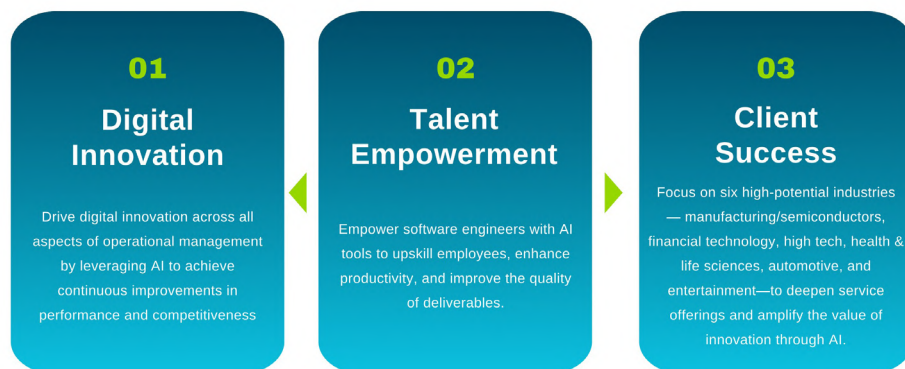 01
Digital
Innovation
Drive digital innovation across all
aspects of operational management
by leveraging AI to achieve
continuous improvements in
performance and competitiveness
02
Talent
Empowerment
Empower software engineers with AI
tools to upskill employees, enhance
productivity, and improve the quality
of deliverables.
03
Client
Success
Focus on six high-potential industries
— manufacturing/semiconductors,
financial technology, high tech, health &
life sciences, automotive, and
entertainment—to deepen service
offerings and amplify the value of
innovation through AI.